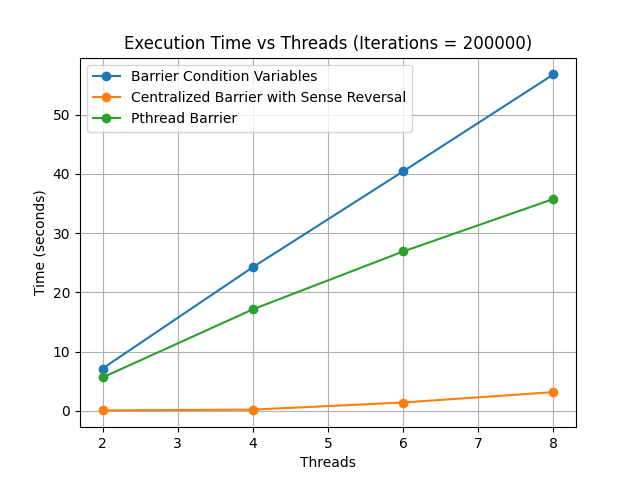 Execution Time vs Threads (Iterations = 200000)
Barrier Condition Variables
Centralized Barrier with Sense Reversal
Pthread Barrier
Time (seconds)
50
40
30
20
10
0
2 3 4 5 6 7 8
Threads